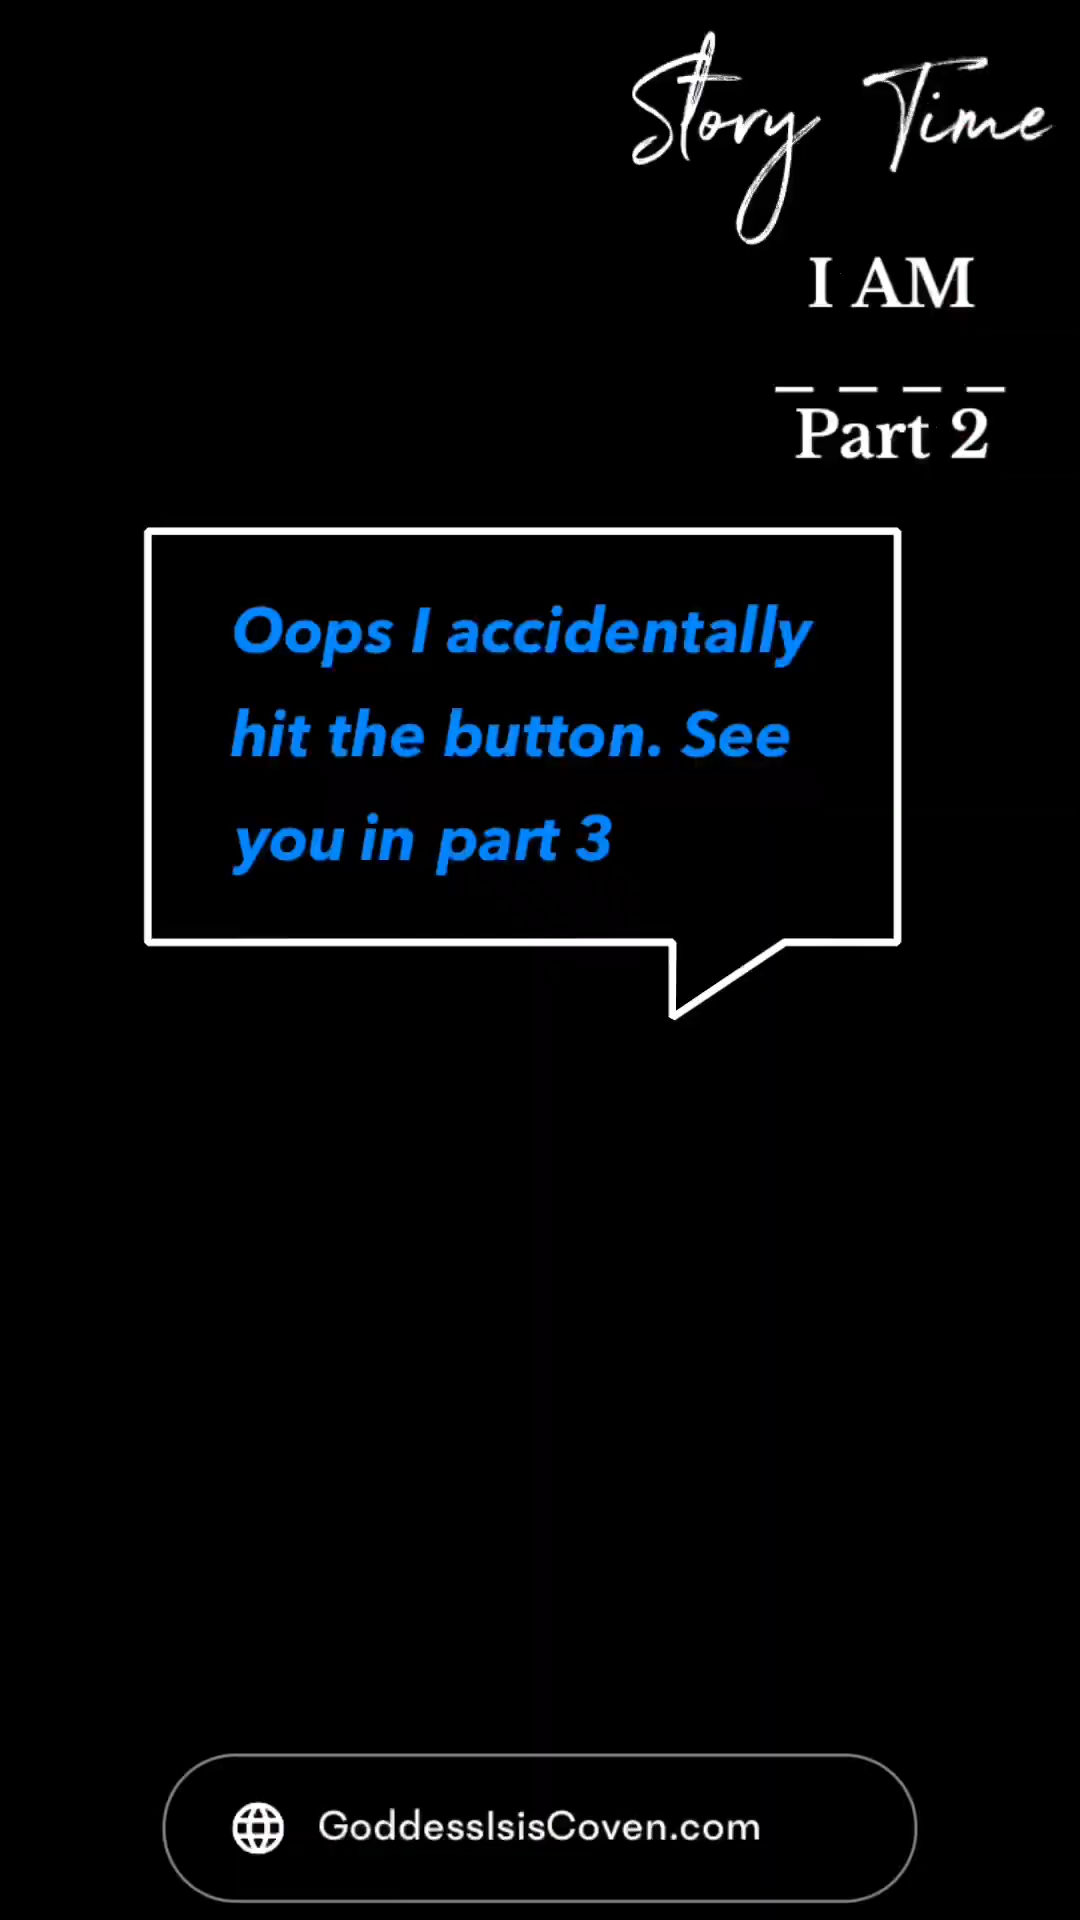 Story Time
I AM
_ _ _ _
Part 2
Oops I accidentally
hit the button. See
you in part 3
GoddessIsisCoven.com